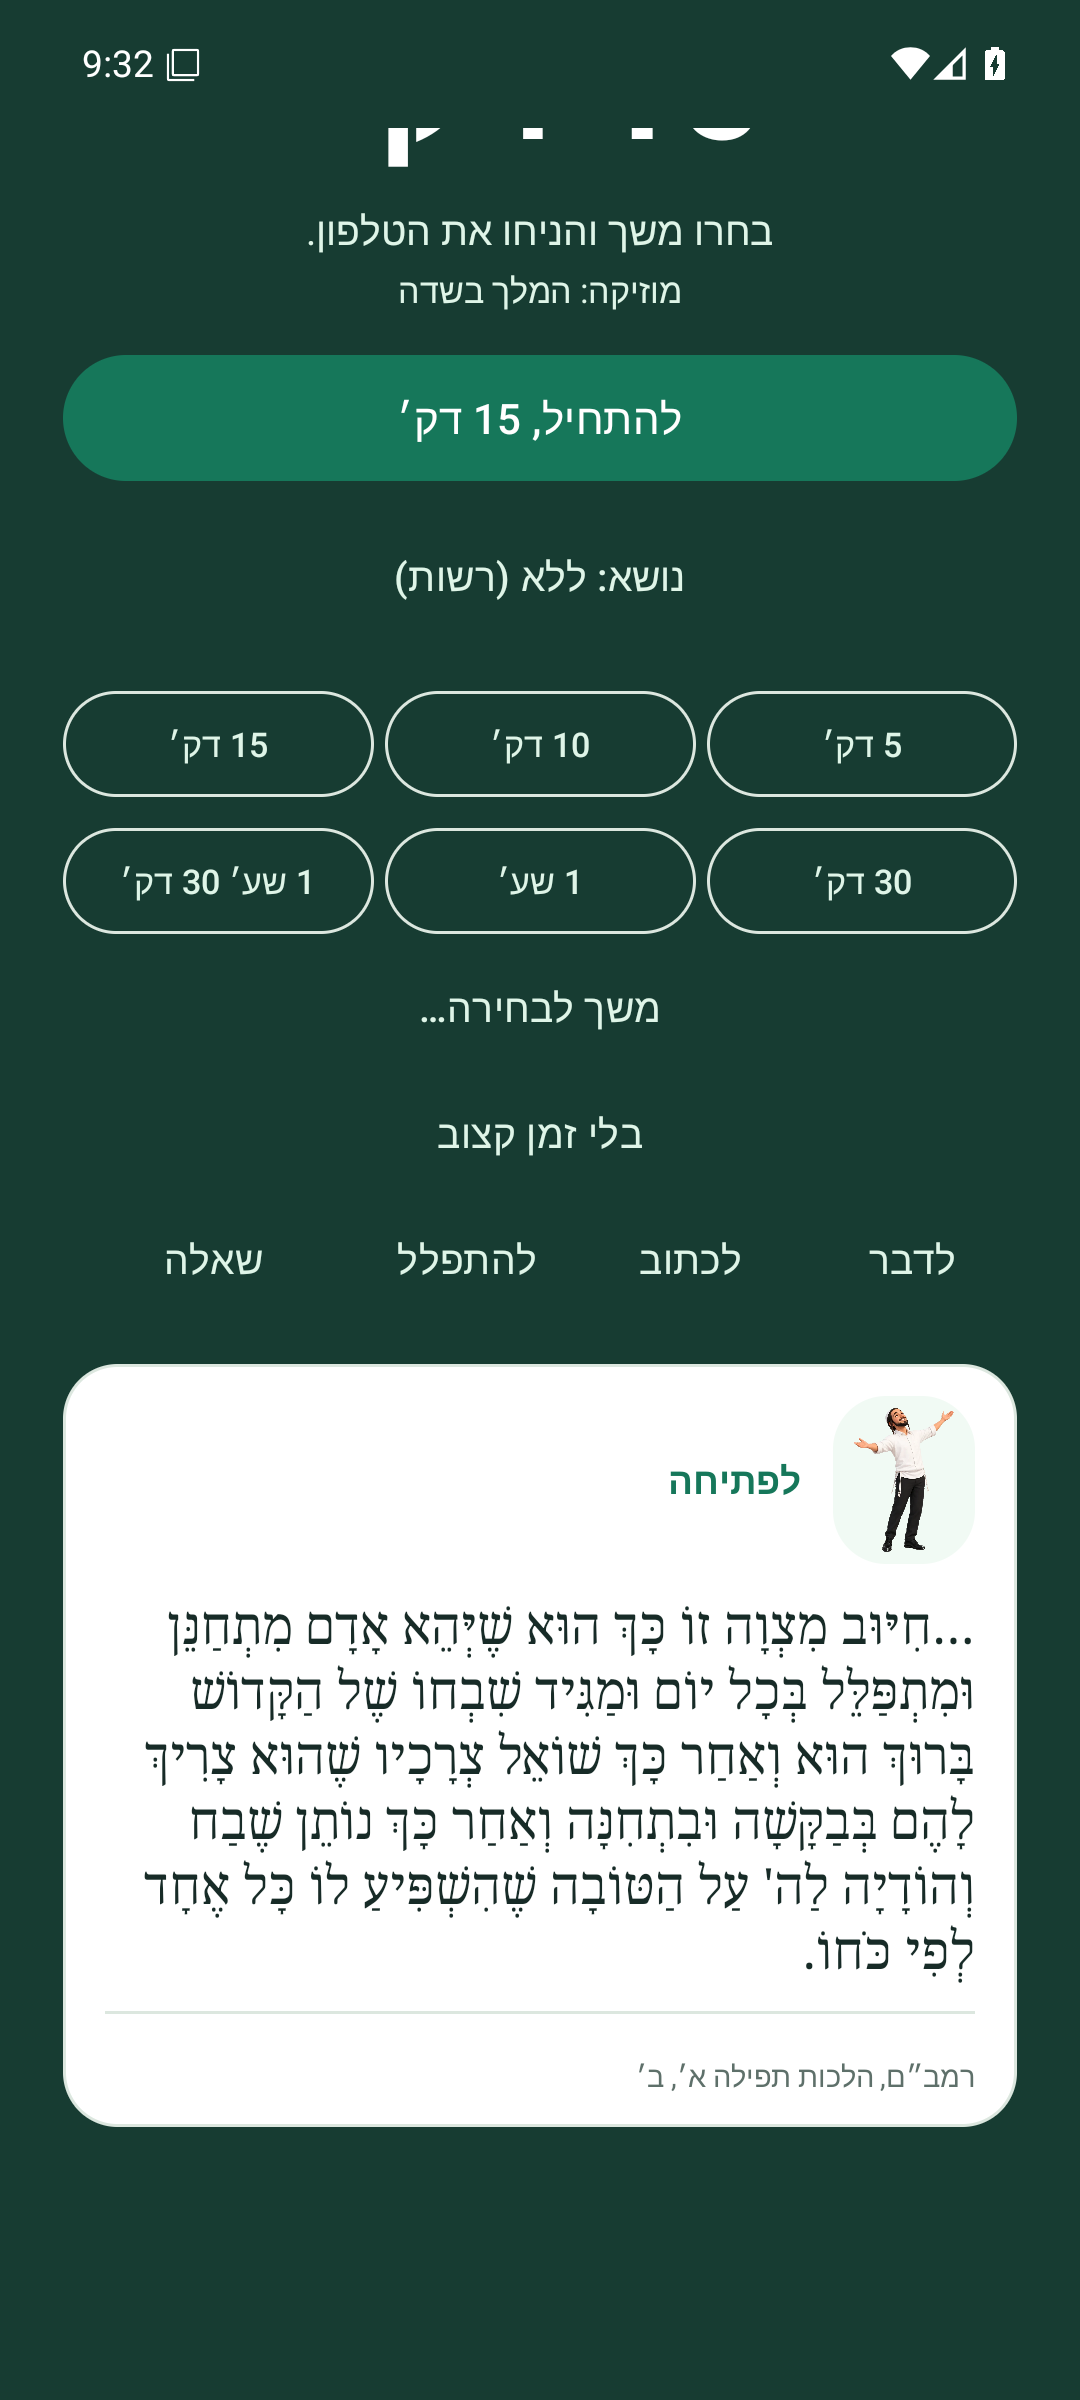 9:32
בחרו משך והניחו את הטלפון.
מוזיקה: המלך בשדה
להתחיל, 15 דק׳
נושא: ללא (רשות)
5 דק׳
10 דק׳
15 דק׳
30 דק׳
1 שע׳
1 שע׳ 30 דק׳
משך לבחירה...
בלי זמן קצוב
לדבר
לכתוב
להתפלל
שאלה
לפתיחה
...חִיּוּב מִצְוָה זוֹ כָּךְ הוּא שֶׁיְּהֵא אָדָם מִתְחַנֵּן
וּמִתְפַּלֵּל בְּכָל יוֹם וּמַגִּיד שִׁבְחוֹ שֶׁל הַקָּדוֹשׁ
בָּרוּךְ הוּא וְאַחַר כָּךְ שׁוֹאֵל צְרָכָיו שֶׁהוּא צָרִיךְ
לָהֶם בְּבַקָּשָׁה וּבִתְחִנָּה וְאַחַר כָּךְ נוֹתֵן שֶׁבַח
וְהוֹדָיָה לַה' עַל הַטּוֹבָה שֶׁהִשְׁפִּיעַ לוֹ כָּל אֶחָד
לְפִי כֹּחוֹ.
רמב״ם, הלכות תפילה א׳, ב׳